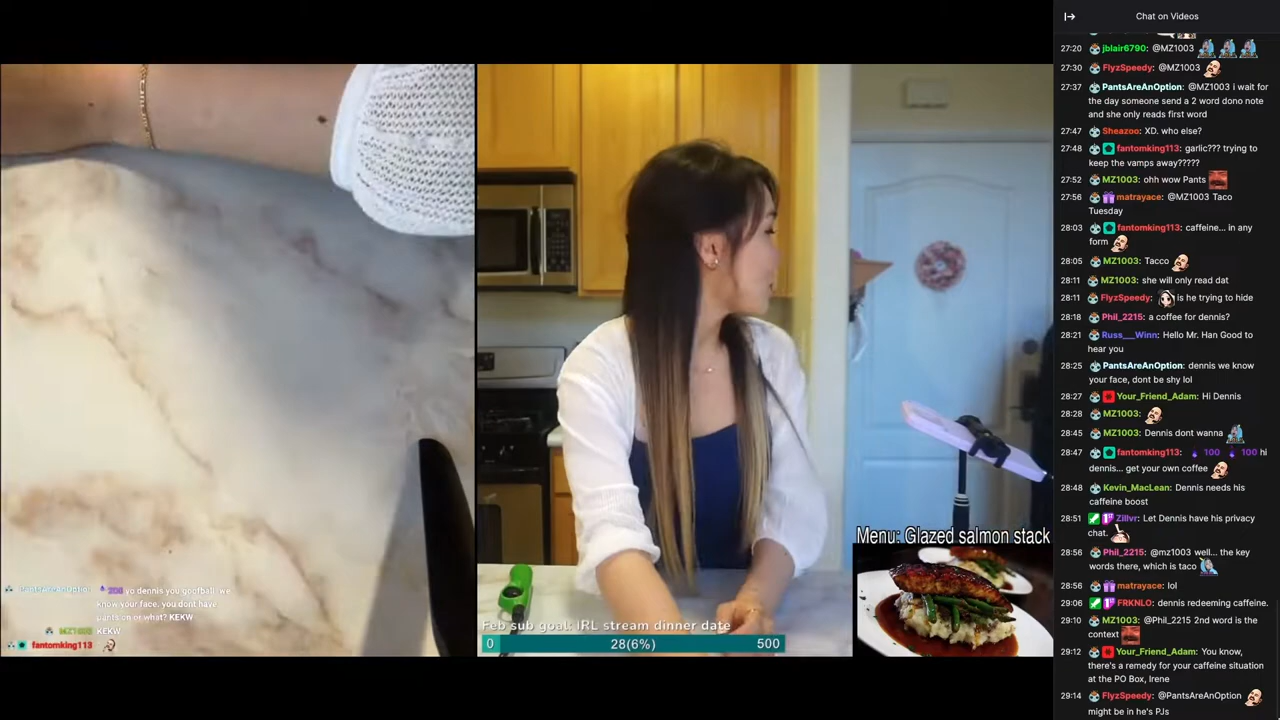 Chat on Videos
27:20 jblair6790: @MZ1003
27:30 FlyzSpeedy: @MZ1003
27:37 PantsAreAnOption: @MZ1003 i wait for
the day someone send a 2 word dono note
and she only reads first word
27:47 Sheazoo: XD. who else?
27:48 fantomking113: garlic??? trying to
keep the vamps away?????
27:52 MZ1003: ohh wow Pants
27:56 matrayace: @MZ1003 Taco
Tuesday
28:03 fantomking113: caffeine... in any
form
28:05 MZ1003: Tacco
28:11 MZ1003: she will only read dat
28:11 FlyzSpeedy: is he trying to hide
28:18 Phil_2215: a coffee for dennis?
28:21 Russ___Winn: Hello Mr. Han Good to
hear you
28:25 PantsAreAnOption: dennis we know
your face, dont be shy lol
28:27 Your_Friend_Adam: Hi Dennis
28:28 MZ1003:
28:45 MZ1003: Dennis dont wanna
28:47 fantomking113: 100 100 hi
dennis... get your own coffee
28:48 Kevin_MacLean: Dennis needs his
caffeine boost
28:51 Zillvr: Let Dennis have his privacy
chat.
28:56 Phil_2215: @mz1003 well... the key
words there, which is taco
28:56 matrayace: lol
29:06 FRKNLO: dennis redeeming caffeine.
29:10 MZ1003: @Phil_2215 2nd word is the
context
29:12 Your_Friend_Adam: You know,
there's a remedy for your caffeine situation
at the PO Box, Irene
29:14 FlyzSpeedy: @PantsAreAnOption
might be in he's PJs
Menu: Glazed salmon stack
Feb sub goal: IRL stream dinner date
0 28(6%) 500
PantsAreAnOption 200 yo dennis you goofball, we
know your face. you dont have
pants on or what? KEKW
MZ1003 KEKW
fantomking113